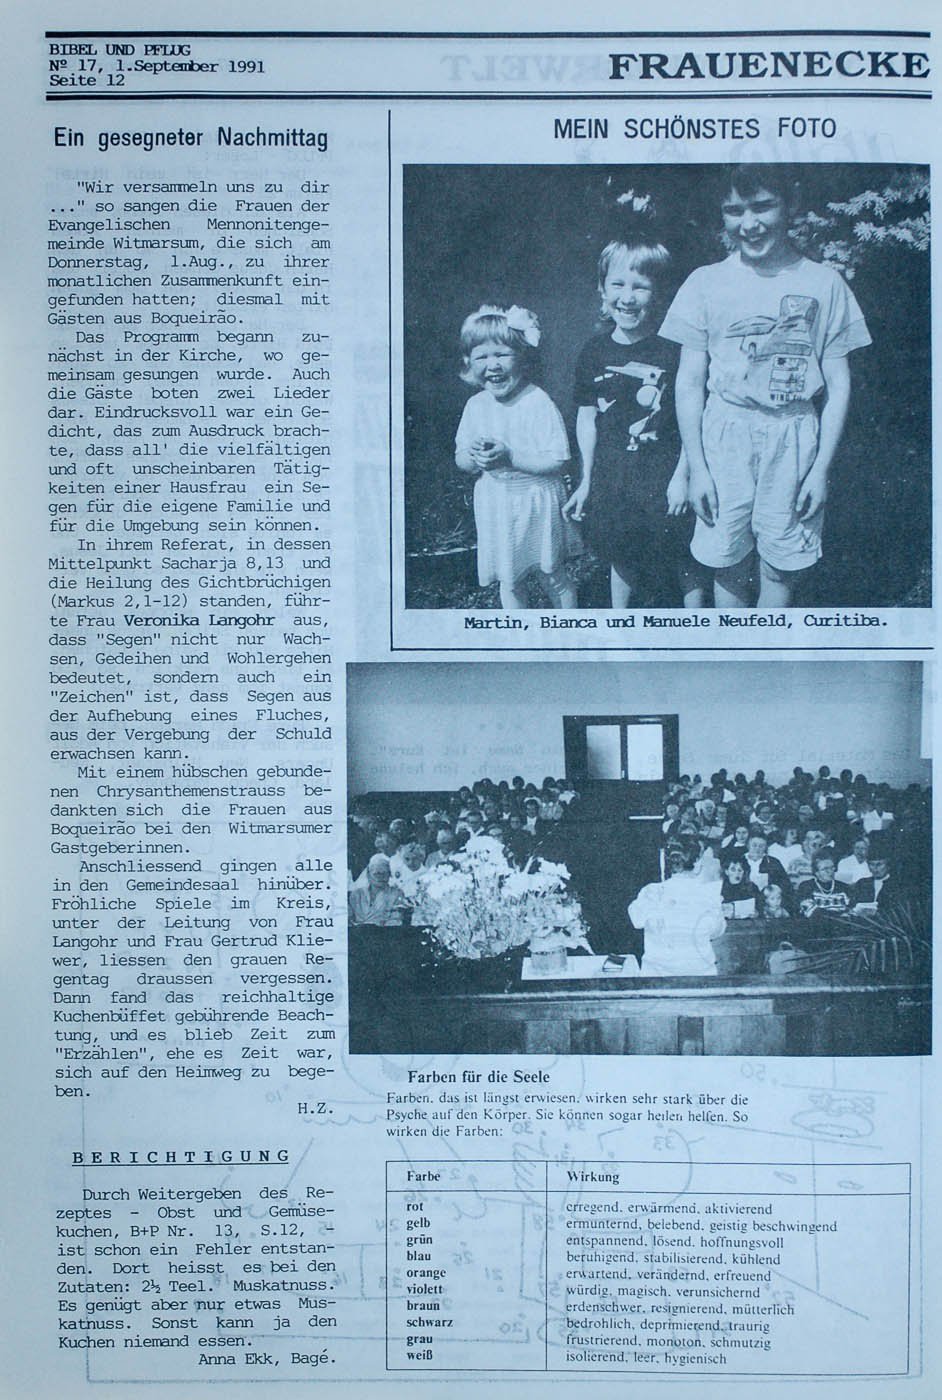 BIBEL UND PFLUG
Nº 17, 1.September 1991
Seite 12
FRAUENECKE
Ein gesegneter Nachmittag
"Wir versammeln uns zu dir
..." so sangen die Frauen der
Evangelischen Mennonitenge-
meinde Witmarsum, die sich am
Donnerstag, 1.Aug., zu ihrer
monatlichen Zusammenkunft ein-
gefunden hatten; diesmal mit
Gästen aus Boqueirão.
Das Programm begann zu-
nächst in der Kirche, wo ge-
meinsam gesungen wurde. Auch
die Gäste boten zwei Lieder
dar. Eindrucksvoll war ein Ge-
dicht, das zum Ausdruck brach-
te, dass all' die vielfältigen
und oft unscheinbaren Tätig-
keiten einer Hausfrau ein Se-
gen für die eigene Familie und
für die Umgebung sein können.
In ihrem Referat, in dessen
Mittelpunkt Sacharja 8,13 und
die Heilung des Gichtbrüchigen
(Markus 2,1-12) standen, führ-
te Frau Veronika Langohr aus,
dass "Segen" nicht nur Wach-
sen, Gedeihen und Wohlergehen
bedeutet, sondern auch ein
"Zeichen" ist, dass Segen aus
der Aufhebung eines Fluches,
aus der Vergebung der Schuld
erwachsen kann.
Mit einem hübschen gebunde-
nen Chrysanthemenstrauss be-
dankten sich die Frauen aus
Boqueirão bei den Witmarsumer
Gastgeberinnen.
Anschliessend gingen alle
in den Gemeindesaal hinüber.
Fröhliche Spiele im Kreis,
unter der Leitung von Frau
Langohr und Frau Gertrud Klie-
wer, liessen den grauen Re-
gentag draussen vergessen.
Dann fand das reichhaltige
Kuchenbüffet gebührende Beach-
tung, und es blieb Zeit zum
"Erzählen", ehe es Zeit war,
sich auf den Heimweg zu bege-
ben.
H.Z.
BERICHTIGUNG
Durch Weitergeben des Re-
zeptes - Obst und Gemüse-
kuchen, B+P Nr. 13, S.12, -
ist schon ein Fehler entstan-
den. Dort heisst es bei den
Zutaten: 2½ Teel. Muskatnuss.
Es genügt aber nur etwas Mus-
katnuss. Sonst kann ja den
Kuchen niemand essen.
Anna Ekk, Bagé.
MEIN SCHÖNSTES FOTO
Martin, Bianca und Manuele Neufeld, Curitiba.
Farben für die Seele
Farben, das ist längst erwiesen, wirken sehr stark über die
Psyche auf den Körper. Sie können sogar heilen helfen. So
wirken die Farben:
Farbe Wirkung
rot erregend, erwärmend, aktivierend
gelb ermunternd, belebend, geistig beschwingend
grün entspannend, lösend, hoffnungsvoll
blau beruhigend, stabilisierend, kühlend
orange erwartend, verändernd, erfreuend
violett würdig, magisch, verunsichernd
braun erdenschwer, resignierend, mütterlich
schwarz bedrohlich, deprimierend, traurig
grau frustrierend, monoton, schmutzig
weiß isolierend, leer, hygienisch